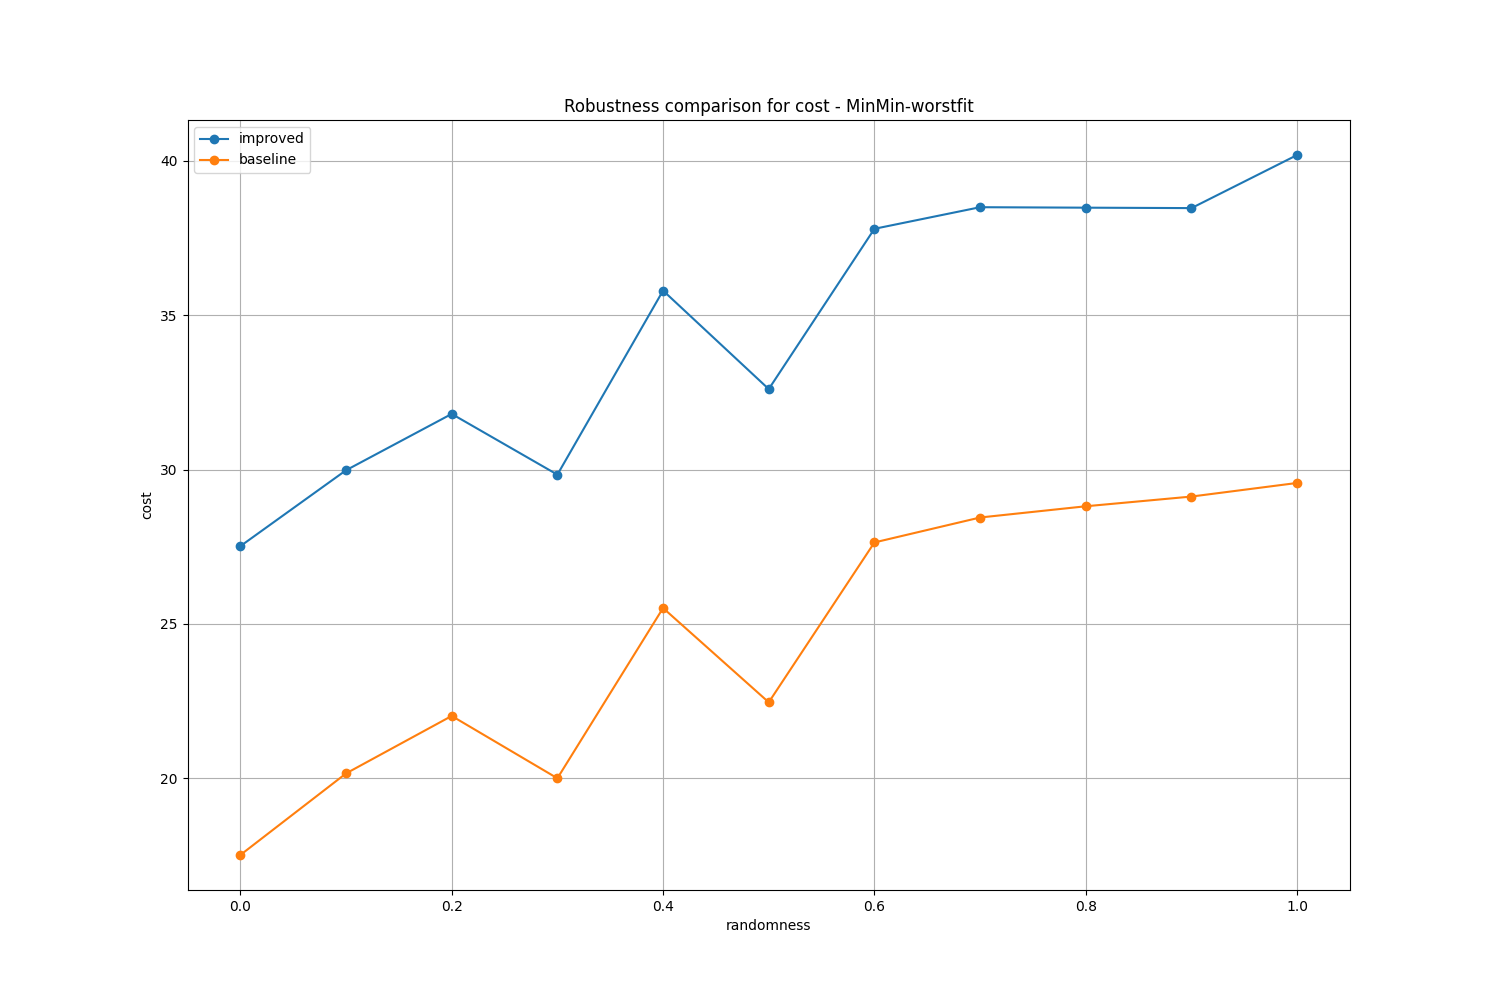 Robustness comparison for cost - MinMin-worstfit
improved
baseline
40
35
30
25
20
cost
0.0 0.2 0.4 0.6 0.8 1.0
randomness